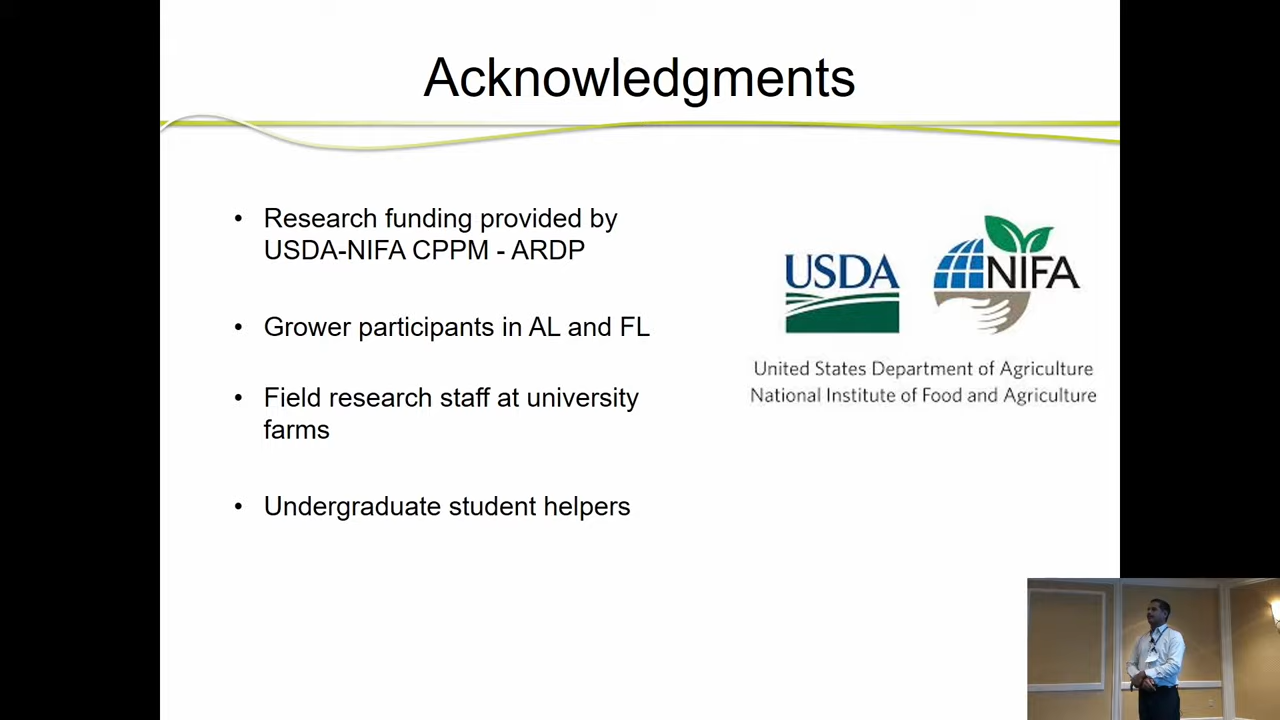 Acknowledgments
• Research funding provided by
USDA-NIFA CPPM - ARDP
• Grower participants in AL and FL
• Field research staff at university
farms
• Undergraduate student helpers
USDA
NIFA
United States Department of Agriculture
National Institute of Food and Agriculture